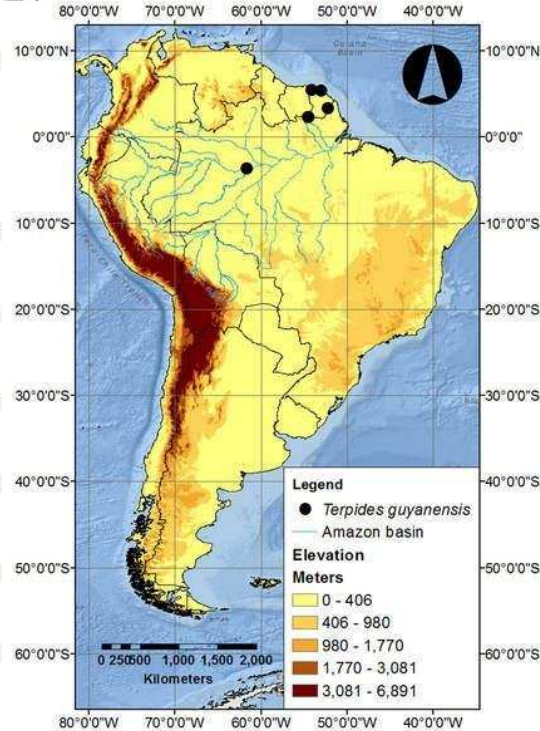 80°0'0"W 70°0'0"W 60°0'0"W 50°0'0"W 40°0'0"W
10°0'0"N
0°0'0"
10°0'0"S
20°0'0"S
30°0'0"S
40°0'0"S
50°0'0"S
60°0'0"S
10°0'0"N
0°0'0"
10°0'0"S
20°0'0"S
30°0'0"S
40°0'0"S
50°0'0"S
60°0'0"S
Guiana
Basin
Legend
Terpides guyanensis
Amazon basin
Elevation
Meters
0 - 406
406 - 980
980 - 1,770
1,770 - 3,081
3,081 - 6,891
0 250500 1,000 1,500 2,000
Kilometers
80°0'0"W 70°0'0"W 60°0'0"W 50°0'0"W 40°0'0"W